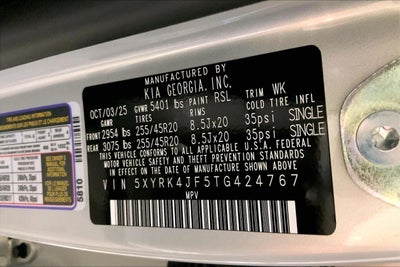 MANUFACTURED BY
KIA GEORGIA, INC.
OCT/03/25 GVWR 5401 lbs PAINT RSL TRIM WK
GAWR TIRES RIMS COLD TIRE INFL
FRONT 2954 lbs 255/45R20 8.5Jx20 35psi SINGLE
REAR 3075 lbs 255/45R20 8.5Jx20 35psi SINGLE
THIS VEHICLE CONFORMS TO ALL APPLICABLE U.S.A FEDERAL
MOTOR VEHICLE SAFETY AND THEFT PREVENTION STANDARDS
IN EFFECT ON THE DATE OF MANUFACTURE SHOWN ABOVE.
VIN 5XYRK4JF5TG424767
MPV
5810